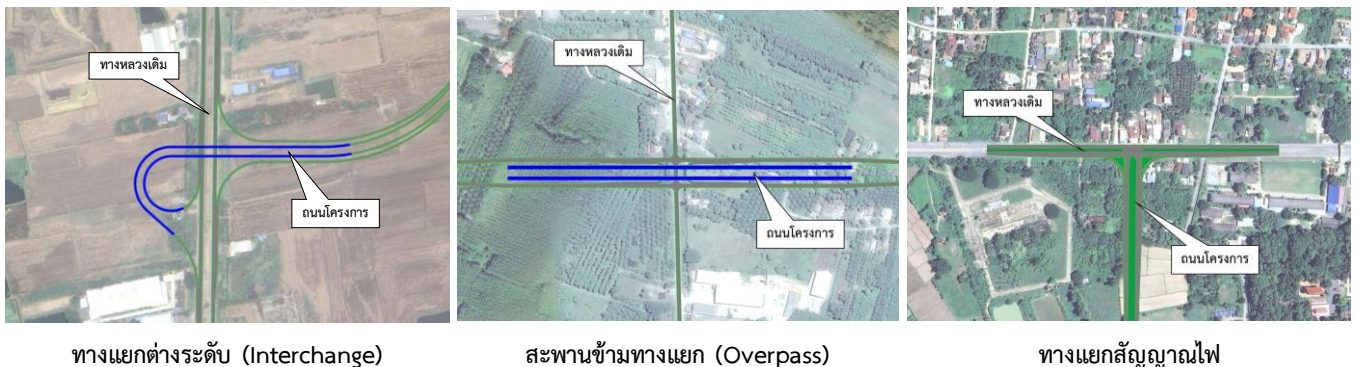 ทางหลวงเดิม
ถนนโครงการ
ทางหลวงเดิม
ถนนโครงการ
ทางหลวงเดิม
ถนนโครงการ
ทางแยกต่างระดับ (Interchange)
สะพานข้ามทางแยก (Overpass)
ทางแยกสัญญาณไฟ